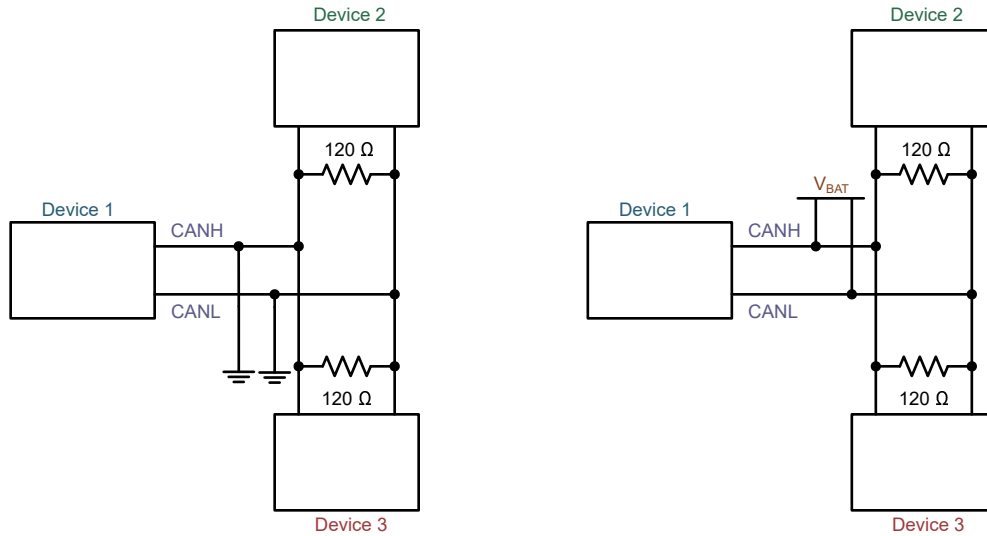 Device 2
120 Ω
Device 1
CANH
CANL
120 Ω
Device 3
Device 2
120 Ω
VBAT
Device 1
CANH
CANL
120 Ω
Device 3